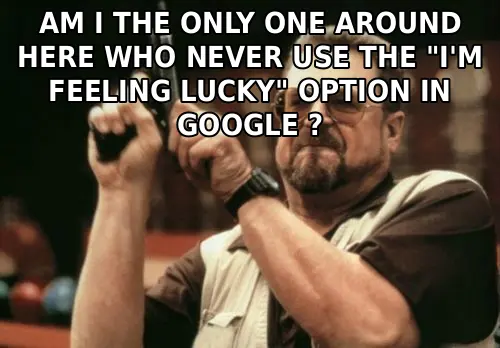 AM I THE ONLY ONE AROUND
HERE WHO NEVER USE THE "I'M
FEELING LUCKY" OPTION IN
GOOGLE ?